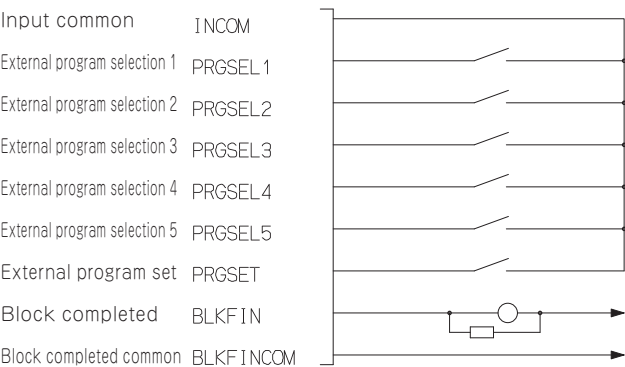 Input common INCOM
External program selection 1 PRGSEL1
External program selection 2 PRGSEL2
External program selection 3 PRGSEL3
External program selection 4 PRGSEL4
External program selection 5 PRGSEL5
External program set PRGSET
Block completed BLKFIN
Block completed common BLKFINCOM